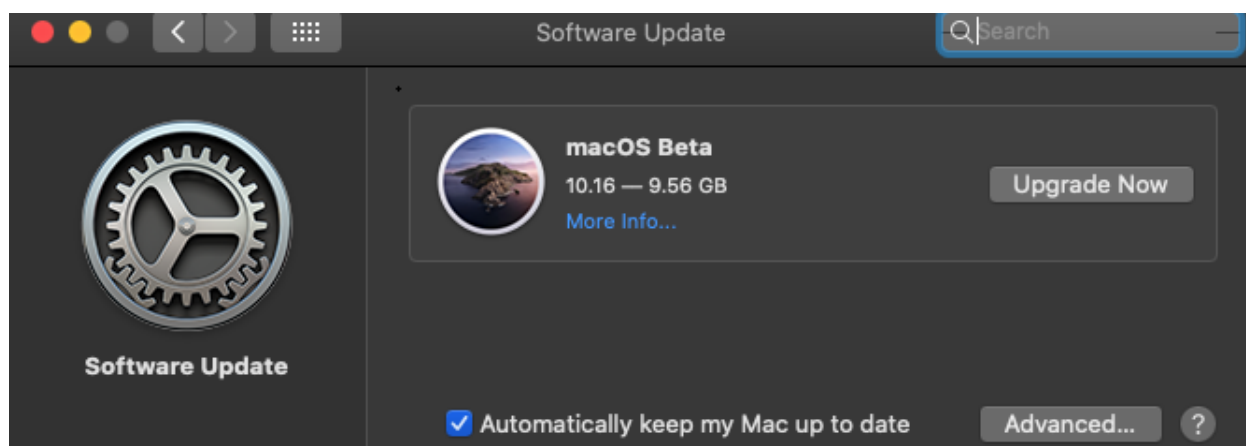 Software Update
Search
macOS Beta
10.16 — 9.56 GB
Upgrade Now
More Info...
Software Update
Automatically keep my Mac up to date
Advanced...
?